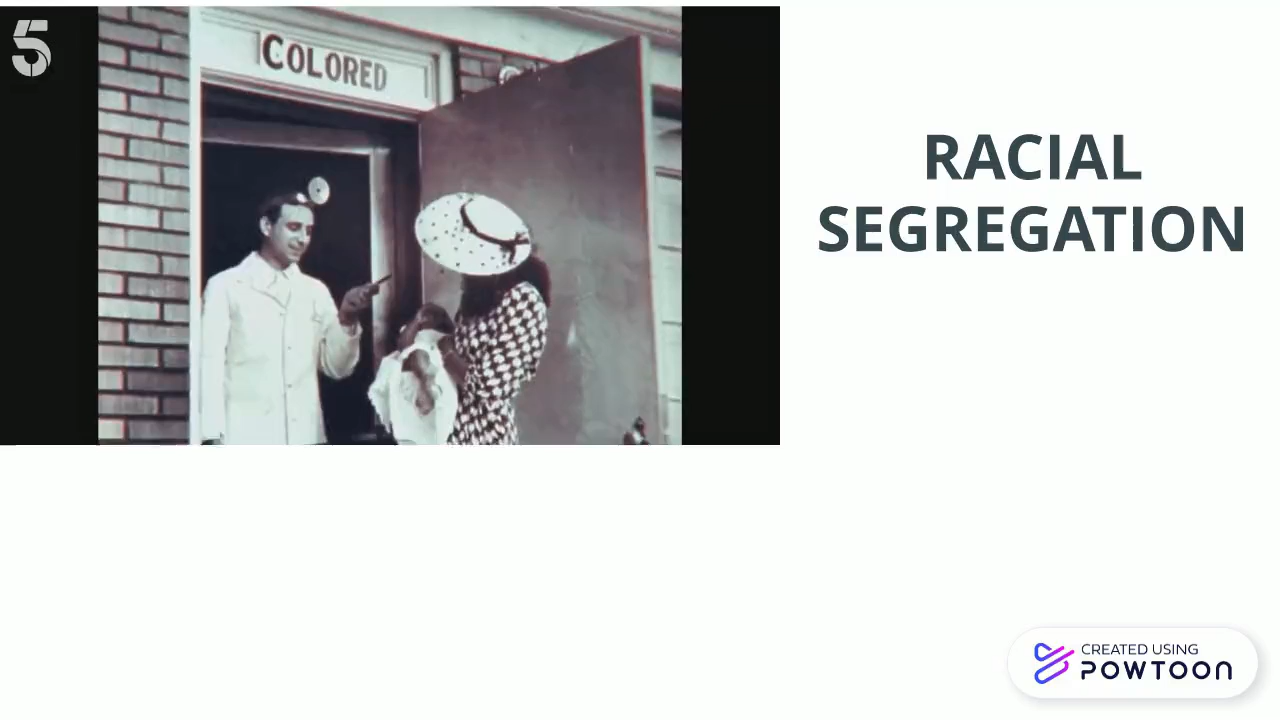 5
COLORED
RACIAL
SEGREGATION
CREATED USING
POWTOON